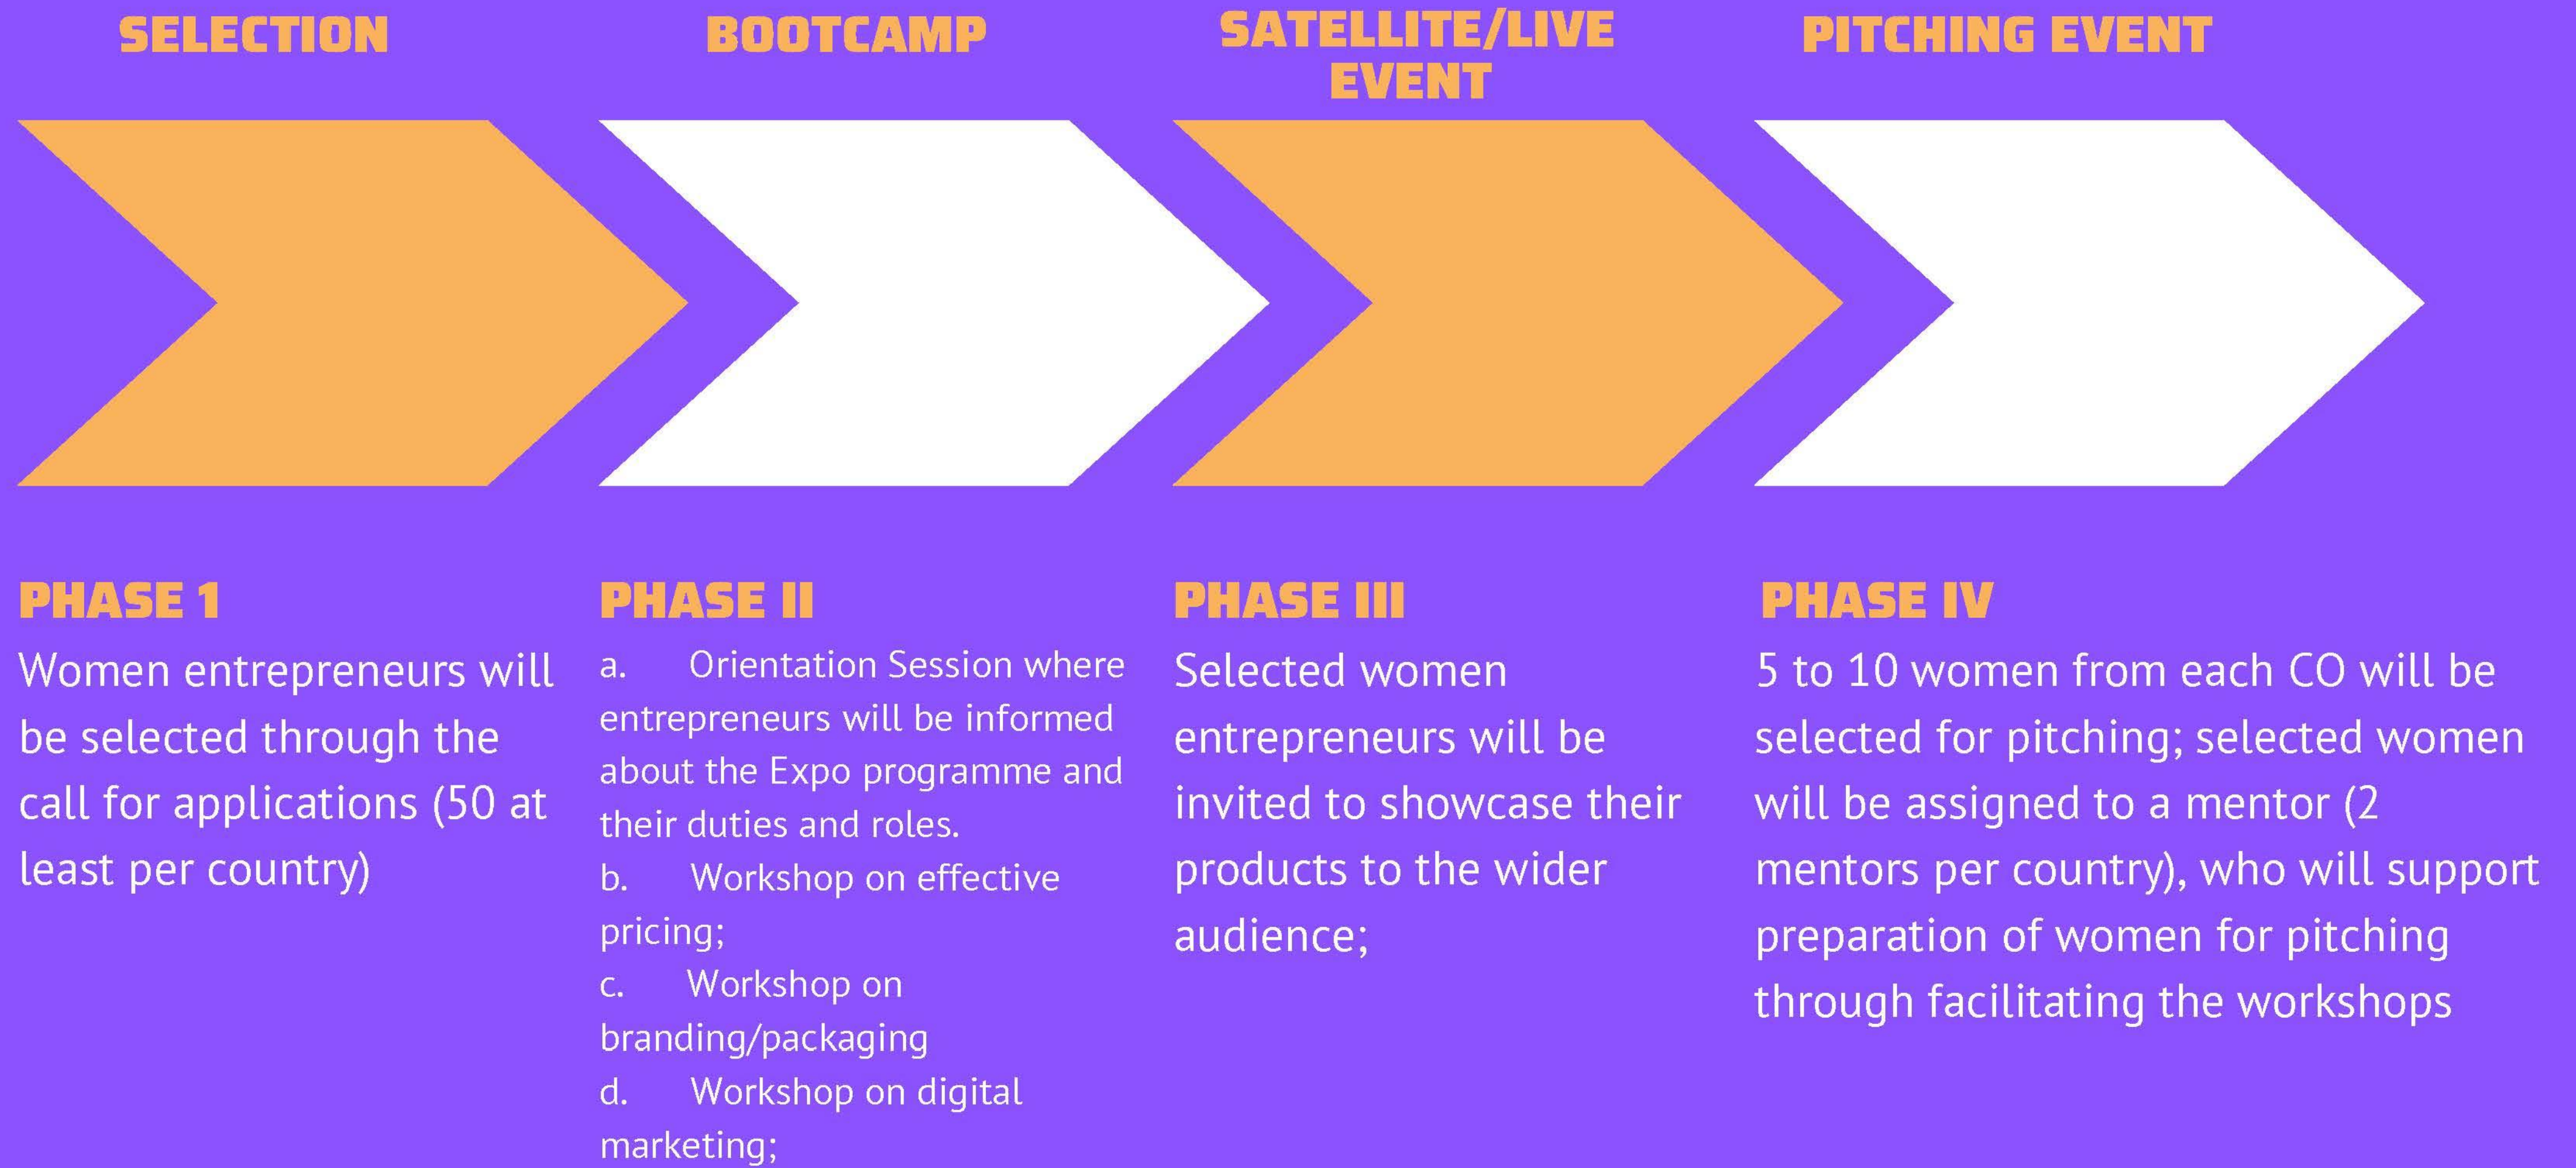 SELECTION
BOOTCAMP
SATELLITE/LIVE
EVENT
PITCHING EVENT
PHASE 1
Women entrepreneurs will
be selected through the
call for applications (50 at
least per country)
PHASE II
a. Orientation Session where
entrepreneurs will be informed
about the Expo programme and
their duties and roles.
b. Workshop on effective
pricing;
c. Workshop on
branding/packaging
d. Workshop on digital
marketing;
PHASE III
Selected women
entrepreneurs will be
invited to showcase their
products to the wider
audience;
PHASE IV
5 to 10 women from each CO will be
selected for pitching; selected women
will be assigned to a mentor (2
mentors per country), who will support
preparation of women for pitching
through facilitating the workshops